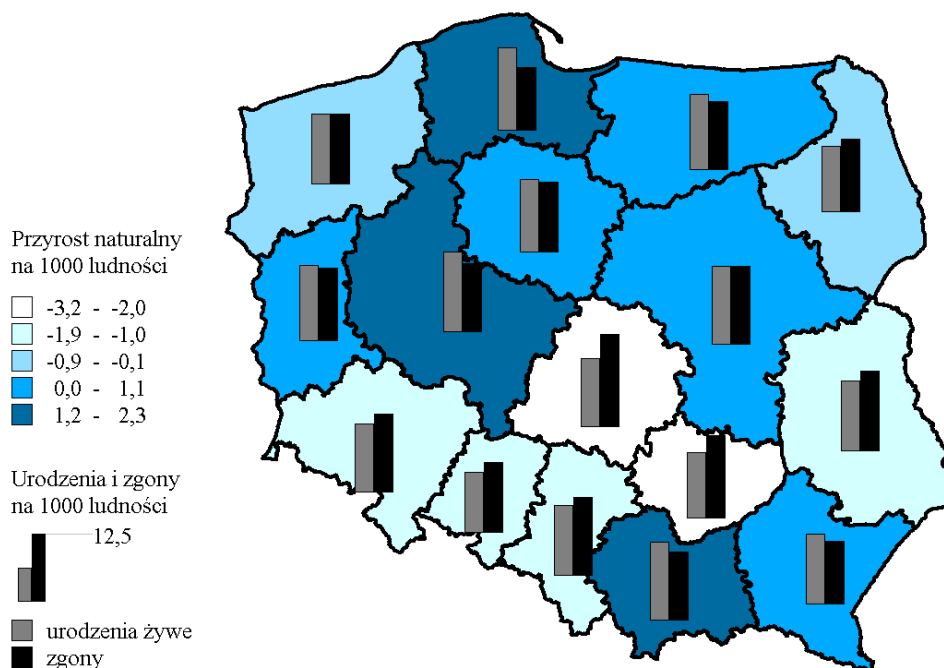 Przyrost naturalny
na 1000 ludności
-3,2 - -2,0
-1,9 - -1,0
-0,9 - -0,1
0,0 - 1,1
1,2 - 2,3
Urodzenia i zgony
na 1000 ludności
12,5
urodzenia żywe
zgony